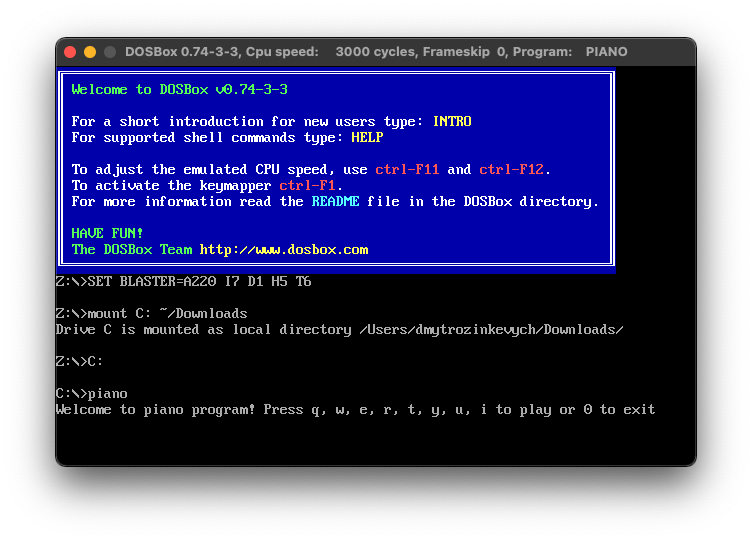 DOSBox 0.74-3-3, Cpu speed: 3000 cycles, Frameskip 0, Program: PIANO
Welcome to DOSBox v0.74-3-3
For a short introduction for new users type: INTRO
For supported shell commands type: HELP
To adjust the emulated CPU speed, use ctrl-F11 and ctrl-F12.
To activate the keymapper ctrl-F1.
For more information read the README file in the DOSBox directory.
HAVE FUN!
The DOSBox Team http://www.dosbox.com
Z:\>SET BLASTER=A220 I7 D1 H5 T6
Z:\>mount C: ~/Downloads
Drive C is mounted as local directory /Users/dmytrozinkevych/Downloads/
Z:\>C:
C:\>piano
Welcome to piano program! Press q, w, e, r, t, y, u, i to play or 0 to exit